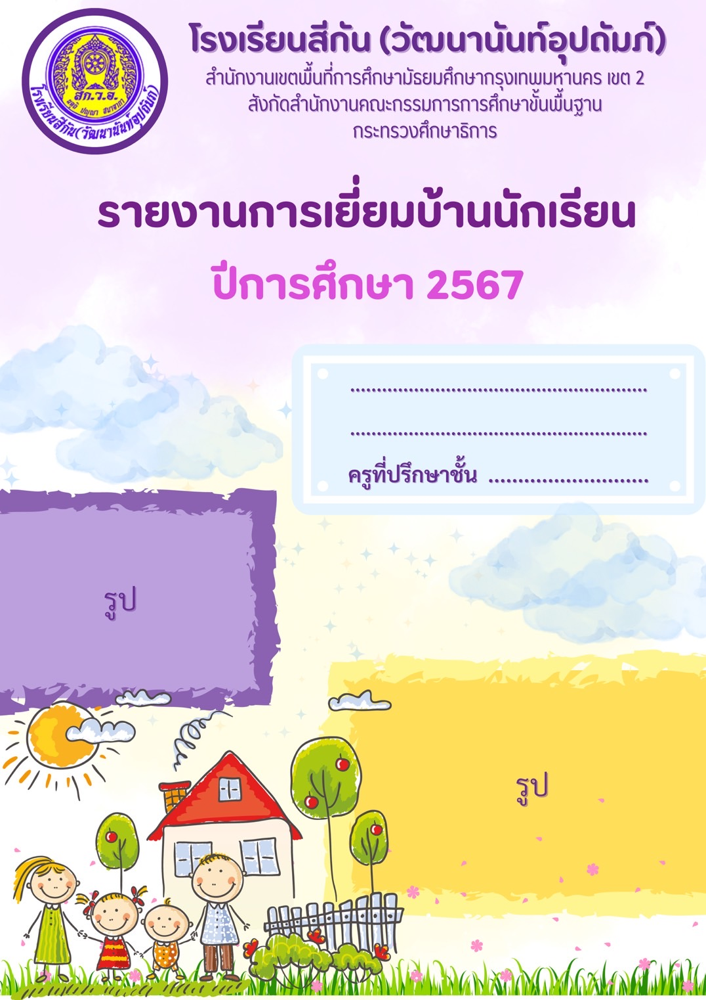 โรงเรียนสีกัน (วัฒนานันท์อุปถัมภ์)
สำนักงานเขตพื้นที่การศึกษามัธยมศึกษากรุงเทพมหานคร เขต 2
สังกัดสำนักงานคณะกรรมการการศึกษาขั้นพื้นฐาน
กระทรวงศึกษาธิการ
สก.ว.อ.
โรงเรียนสีกัน(วัฒนานันท์อุปถัมภ์)
รายงานการเยี่ยมบ้านนักเรียน
ปีการศึกษา 2567
........................................................
........................................................
ครูที่ปรึกษาชั้น ...........................
รูป
รูป